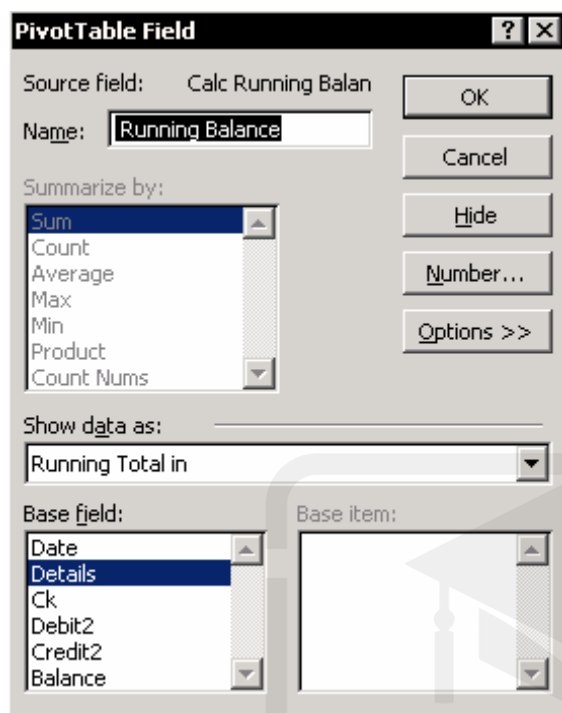 PivotTable Field
Source field: Calc Running Balan
Name: Running Balance
OK
Cancel
Hide
Number...
Options >>
Summarize by:
Sum
Count
Average
Max
Min
Product
Count Nums
Show data as:
Running Total in
Base field:
Date
Details
Ck
Debit2
Credit2
Balance
Base item: